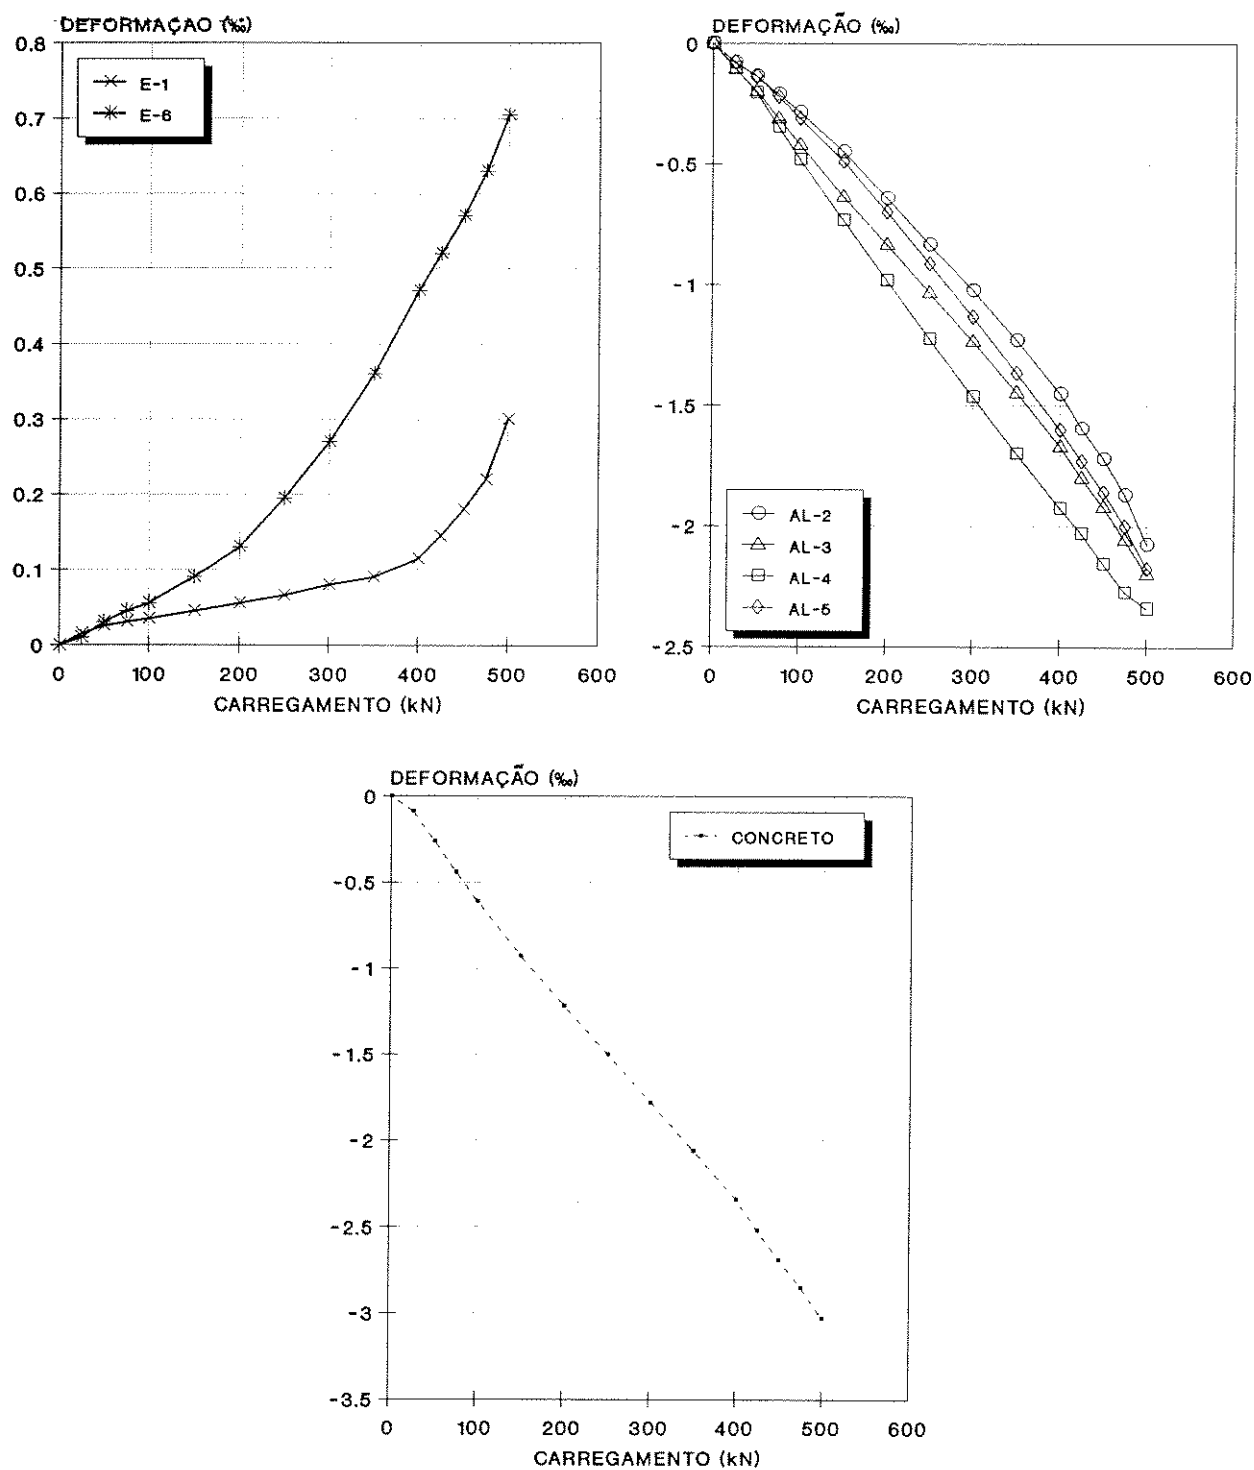 DEFORMAÇAO (‰)
0.8
0.7
0.6
0.5
0.4
0.3
0.2
0.1
0
E-1
E-6
0 100 200 300 400 500 600
CARREGAMENTO (kN)
DEFORMAÇÃO (‰)
0
-0.5
-1
-1.5
-2
-2.5
AL-2
AL-3
AL-4
AL-5
0 100 200 300 400 500 600
CARREGAMENTO (kN)
DEFORMAÇÃO (‰)
0
-0.5
-1
-1.5
-2
-2.5
-3
-3.5
CONCRETO
0 100 200 300 400 500 600
CARREGAMENTO (kN)